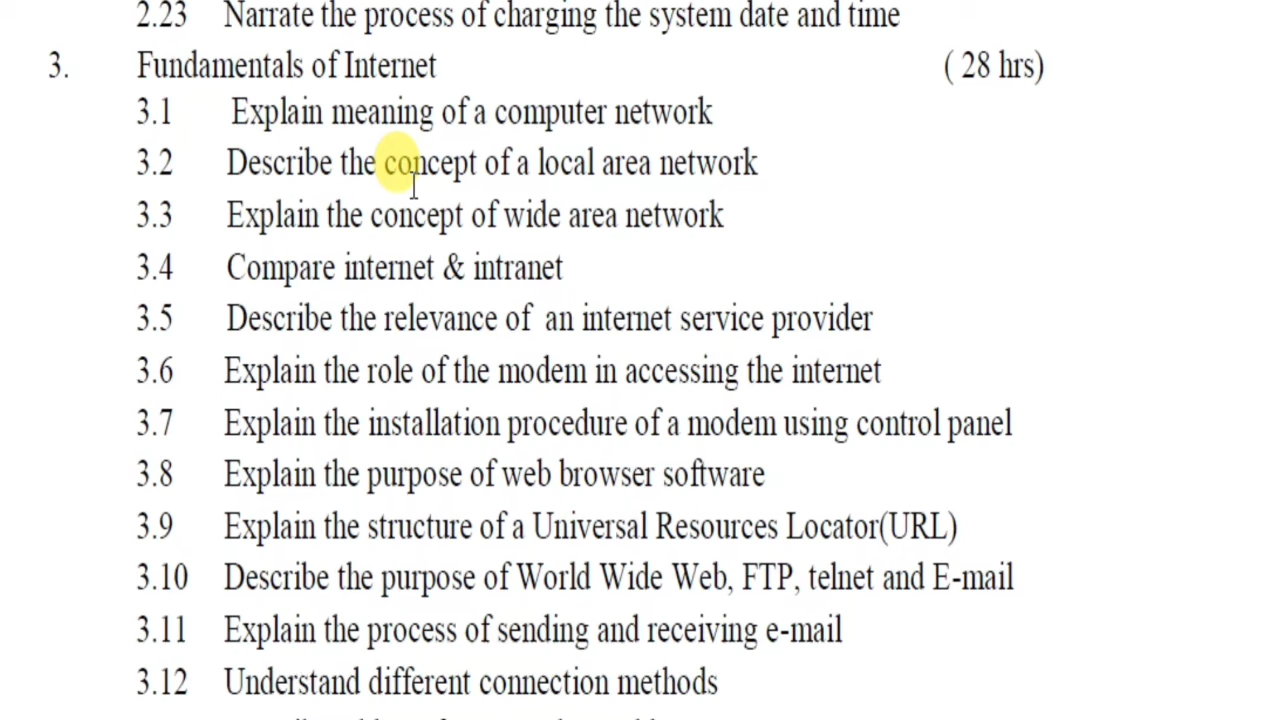 2.23 Narrate the process of charging the system date and time
3. Fundamentals of Internet ( 28 hrs)
3.1 Explain meaning of a computer network
3.2 Describe the concept of a local area network
3.3 Explain the concept of wide area network
3.4 Compare internet & intranet
3.5 Describe the relevance of an internet service provider
3.6 Explain the role of the modem in accessing the internet
3.7 Explain the installation procedure of a modem using control panel
3.8 Explain the purpose of web browser software
3.9 Explain the structure of a Universal Resources Locator(URL)
3.10 Describe the purpose of World Wide Web, FTP, telnet and E-mail
3.11 Explain the process of sending and receiving e-mail
3.12 Understand different connection methods